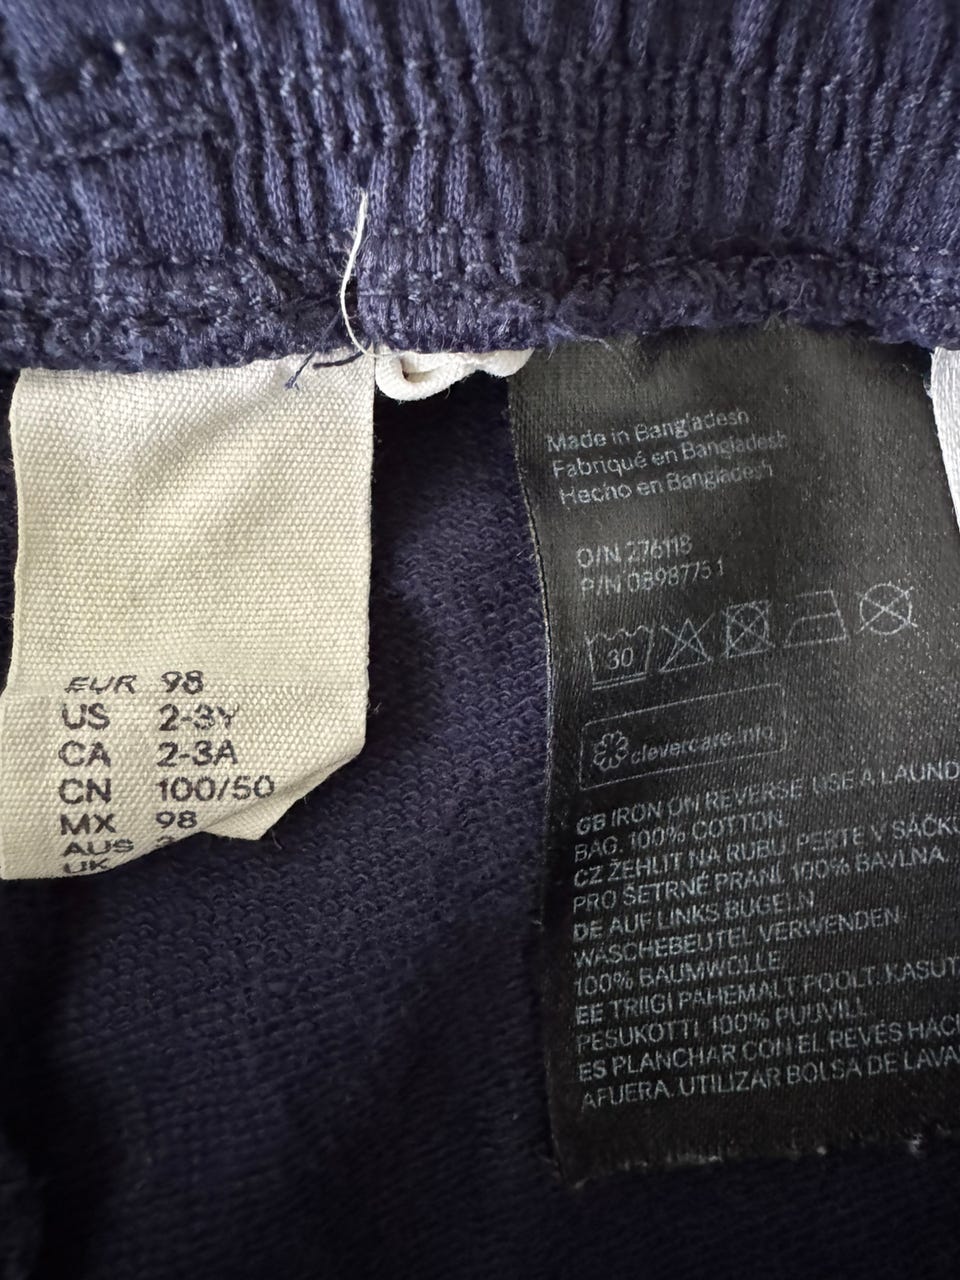 EUR 98
US 2-3Y
CA 2-3A
CN 100/50
MX 98
AUS
UK
Made in Bangladesh
Fabriqué en Bangladesh
Hecho en Bangladesh
O/N 276118
P/N
30
clevercare.info
GB IRON ON REVERSE USE A LAUND
BAG. 100% COTTON
CZ ŽEHLIT NA RUBU, PERTE V SÁČKU
PRO ŠETRNÉ PRANÍ, 100% BAVLNA
DE AUF LINKS BÜGELN
WÄSCHEBEUTEL VERWENDEN
100% BAUMWOLLE
EE TRIIGI PAHEMALT POOLT. KASUT
PESUKOTTI 100% PUUVILL
ES PLANCHAR CON EL REVÉS HACI
AFUERA. UTILIZAR BOLSA DE LAVA